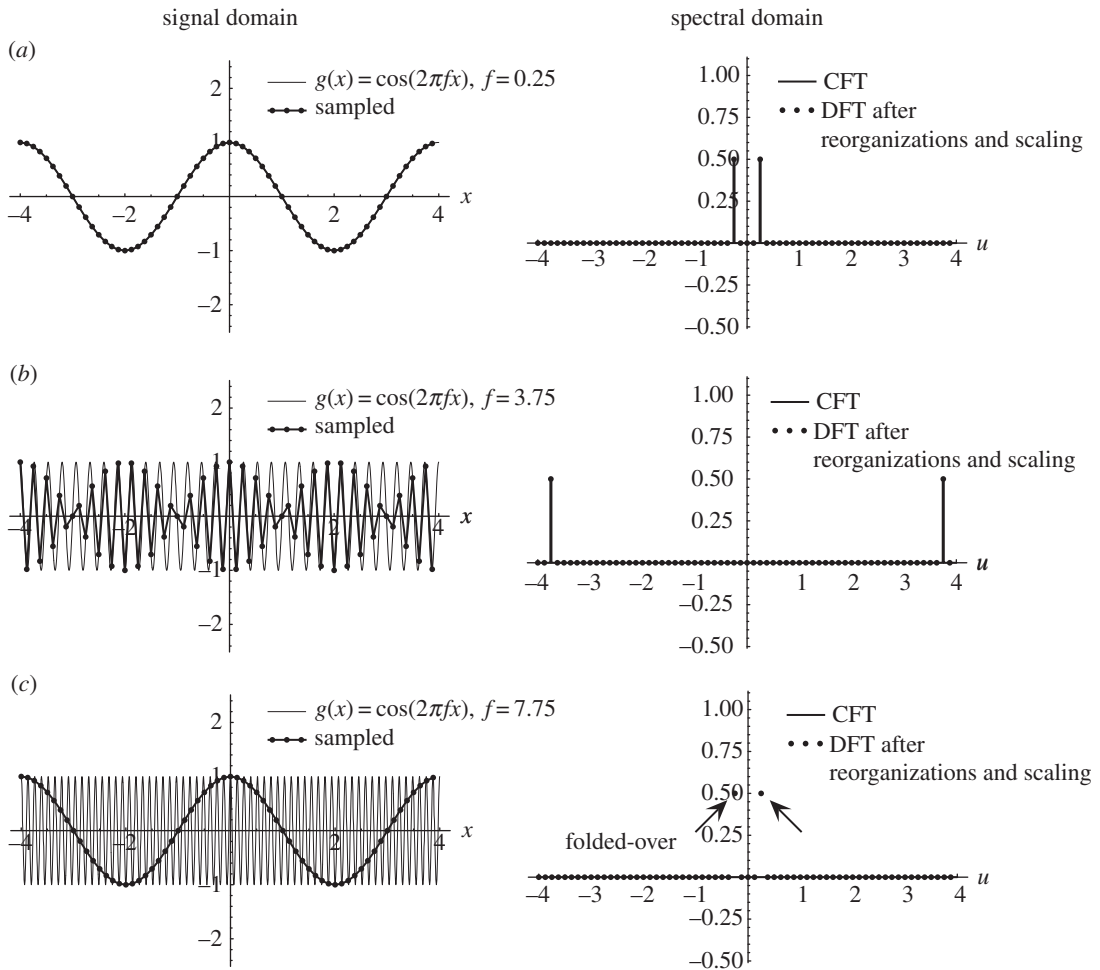 signal domain
spectral domain
(a)
g(x) = cos(2πfx), f = 0.25
sampled
2
1
−1
−2
−4
−2
2
4
x
CFT
DFT after
reorganizations and scaling
1.00
0.75
0.50
0.25
−0.25
−0.50
−4
−3
−2
−1
1
2
3
4
u
(b)
g(x) = cos(2πfx), f = 3.75
sampled
2
1
−1
−2
−4
−2
2
4
x
CFT
DFT after
reorganizations and scaling
1.00
0.75
0.50
0.25
−0.25
−0.50
−4
−3
−2
−1
1
2
3
4
u
(c)
g(x) = cos(2πfx), f = 7.75
sampled
2
1
−1
−2
−4
−2
2
4
x
CFT
DFT after
reorganizations and scaling
folded-over
1.00
0.75
0.50
0.25
−0.25
−0.50
−4
−3
−2
−1
1
2
3
4
u